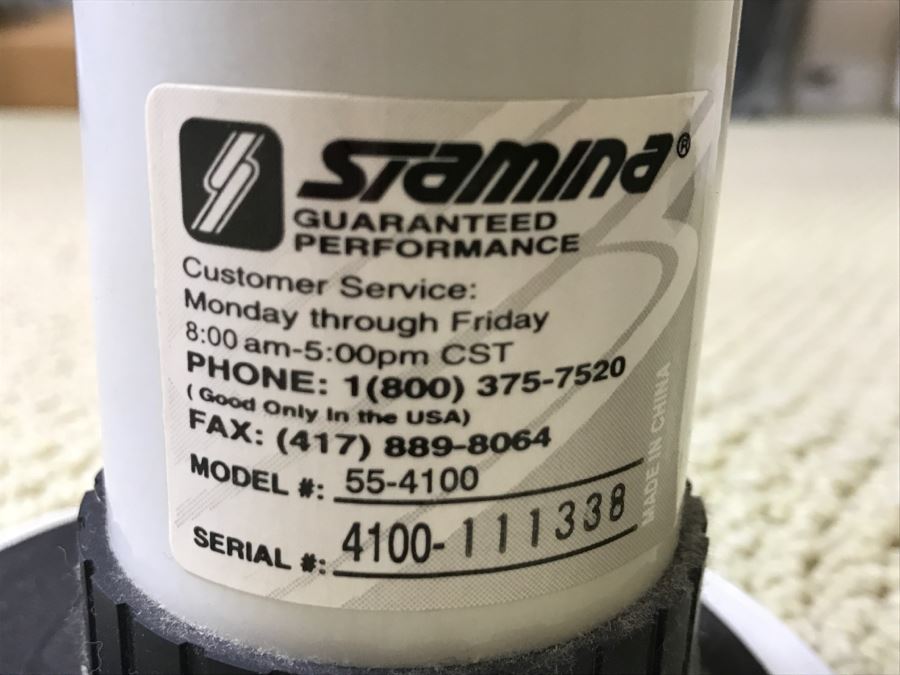 STAMINA®
GUARANTEED
PERFORMANCE
Customer Service:
Monday through Friday
8:00 am-5:00pm CST
PHONE: 1(800) 375-7520
( Good Only In the USA)
FAX: (417) 889-8064
MODEL #: 55-4100
SERIAL #: 4100-111338
MADE IN CHINA